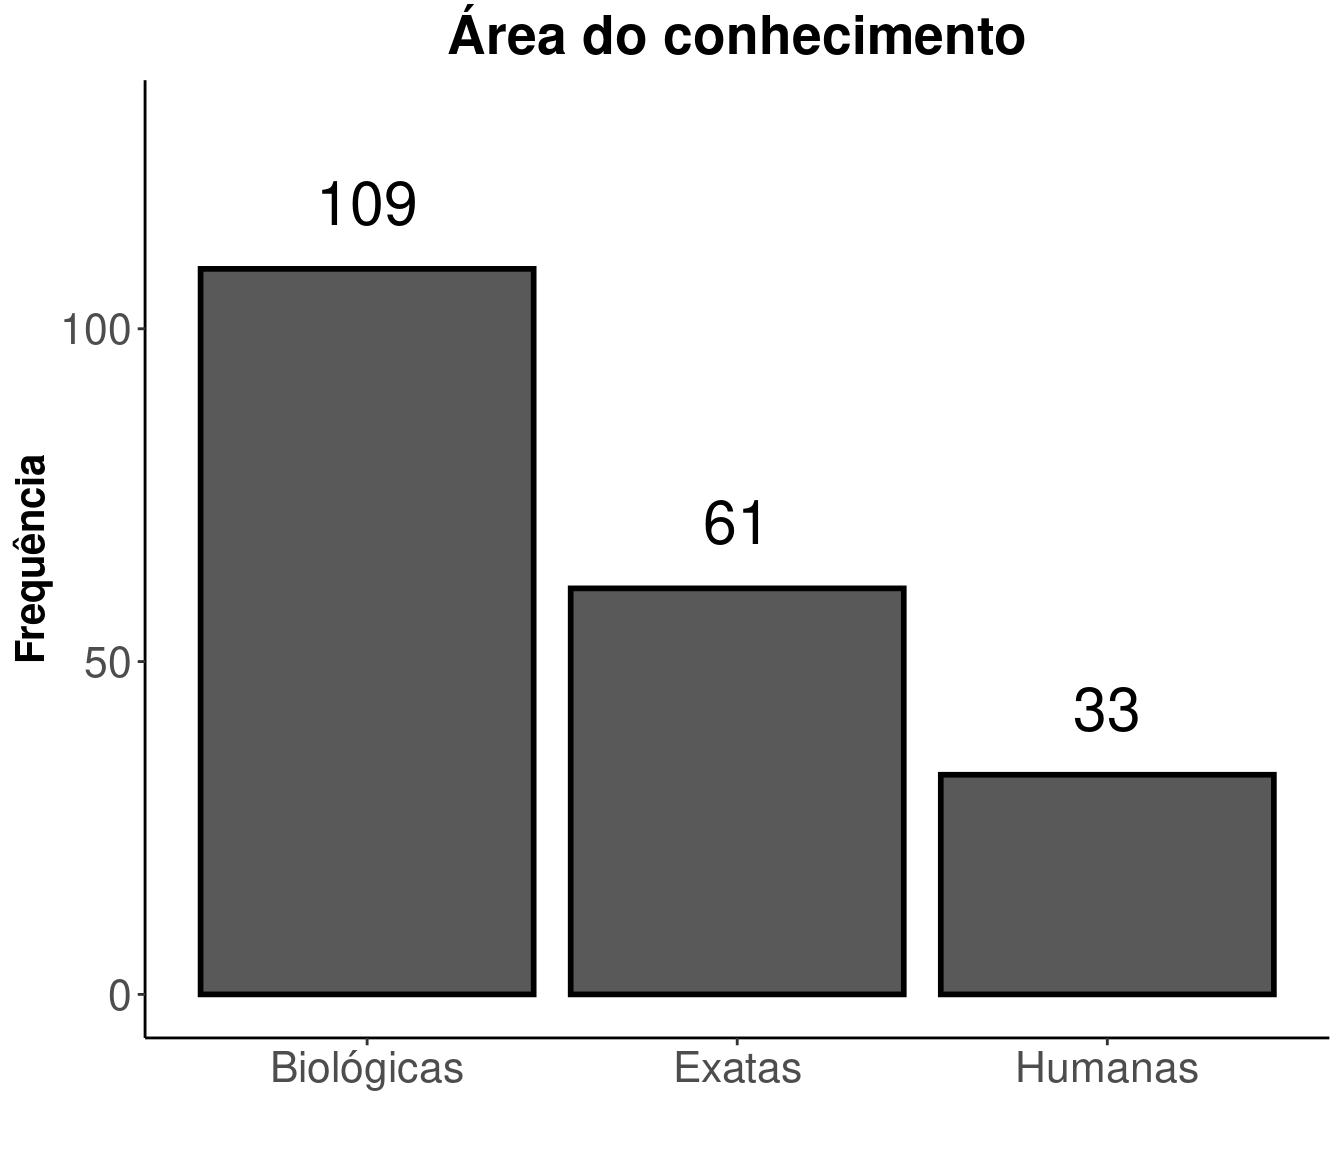 Área do conhecimento
Frequência
109
61
33
100
50
0
Biológicas
Exatas
Humanas